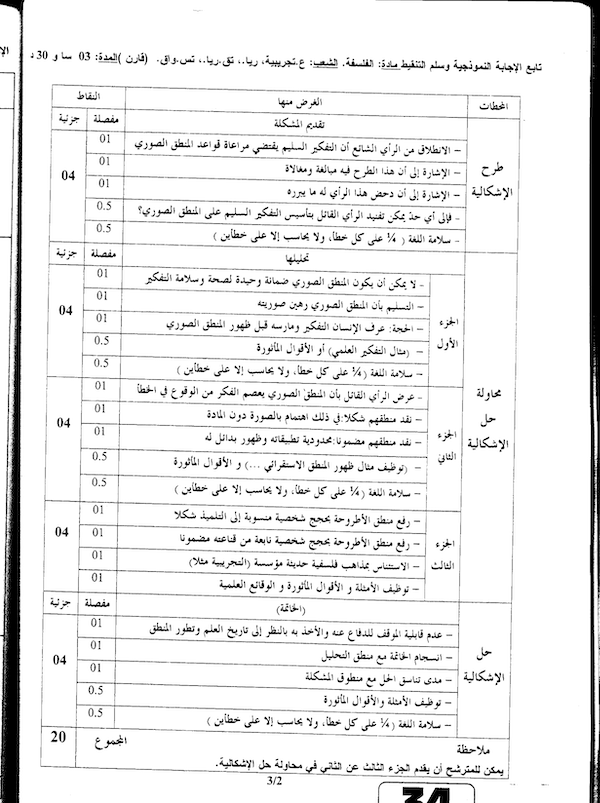 تابع الإجابة النموذجية وسلم التنقيط مادة: الفلسفة. الشعب: ع.تجريبية، ريا.، تق.ريا.، تس.واق. (قارن) المدة: 03 سا و 30 د
المحطات الغرض منها النقاط
تقديم المشكلة مفصلة جزئية
طرح الإشكالية
– الانطلاق من الرأي الشائع أن التفكير السليم يقتضي مراعاة قواعد المنطق الصوري 01
– الإشارة إلى أن هذا الطرح فيه مبالغة ومغالاة 01
– الإشارة إلى أن دحض هذا الرأي له ما يبرره 01
– فإلى أي حدّ يمكن تفنيد الرأي القائل بتأسيس التفكير السليم على المنطق الصوري؟ 0.5
– سلامة اللغة ( ¼ على كل خطأ، ولا يحاسب إلا على خطأين ) 0.5
04
تحليلها مفصلة جزئية
محاولة حل الإشكالية
الجزء الأول
- لا يمكن أن يكون المنطق الصوري ضمانة وحيدة لصحة وسلامة التفكير 01
– التسليم بأن المنطق الصوري رهين صوريته 01
– الحجة: عرف الإنسان التفكير ومارسه قبل ظهور المنطق الصوري 01
– (مثال التفكير العلمي) أو الأقوال المأثورة 0.5
– سلامة اللغة ( ¼ على كل خطأ، ولا يحاسب إلا على خطأين ) 0.5
04
الجزء الثاني
– عرض الرأي القائل بأن المنطق الصوري يعصم الفكر من الوقوع في الخطأ 01
– نقد منطقهم شكلا: في ذلك اهتمام بالصورة دون المادة 01
– نقد منطقهم مضمونا: محدودية تطبيقاته وظهور بدائل له 01
– (توظيف مثال ظهور المنطق الاستقرائي ...) و الأقوال المأثورة 0.5
– سلامة اللغة ( ¼ على كل خطأ، ولا يحاسب إلا على خطأين ) 0.5
04
الجزء الثالث
– رفع منطق الأطروحة بحجج شخصية منسوبة إلى التلميذ شكلا 01
– رفع منطق الأطروحة بحجج شخصية نابعة من قناعته مضمونا 01
– الاستئناس بمذاهب فلسفية حديثة مؤسسة (التجريبية مثلا) 01
– توظيف الأمثلة و الأقوال المأثورة و الوقائع العلمية 01
04
(الخاتمة) مفصلة جزئية
حل الإشكالية
– عدم قابلية الموقف للدفاع عنه والأخذ به بالنظر إلى تاريخ العلم وتطور المنطق 01
– انسجام الخاتمة مع منطق التحليل 01
– مدى تناسق الحل مع منطوق المشكلة 01
– توظيف الأمثلة والأقوال المأثورة 0.5
– سلامة اللغة ( ¼ على كل خطأ، ولا يحاسب إلا على خطأين ) 0.5
04
ملاحظة المجموع 20
يمكن للمترشح أن يقدم الجزء الثالث عن الثاني في محاولة حل الإشكالية.
3/2
34